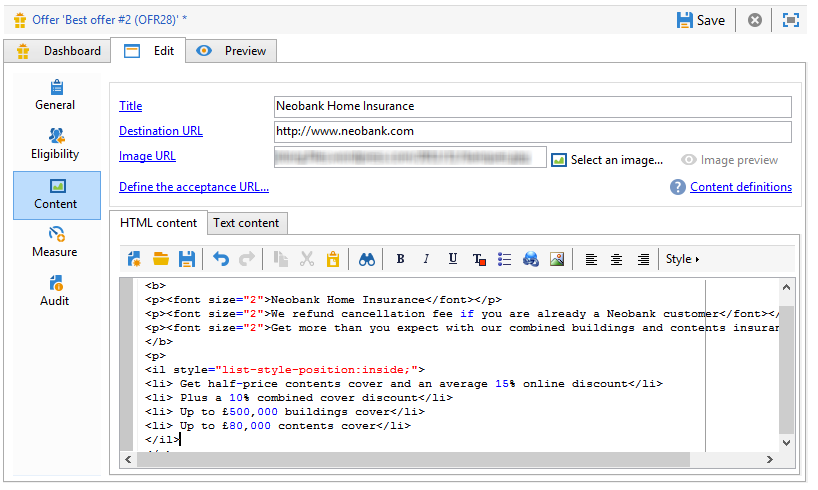 Offer 'Best offer #2 (OFR28)' *
Save
Dashboard
Edit
Preview
General
Eligibility
Content
Measure
Audit
Title
Neobank Home Insurance
Destination URL
http://www.neobank.com
Image URL
Select an image...
Image preview
Define the acceptance URL...
Content definitions
HTML content
Text content
B I U T Style
<b>
<p><font size="2">Neobank Home Insurance</font></p>
<p><font size="2">We refund cancellation fee if you are already a Neobank customer</font></
<p><font size="2">Get more than you expect with our combined buildings and contents insuran
</b>
<p>
<il style="list-style-position:inside;">
<li> Get half-price contents cover and an average 15% online discount</li>
<li> Plus a 10% combined cover discount</li>
<li> Up to £500,000 buildings cover</li>
<li> Up to £80,000 contents cover</li>
</il>